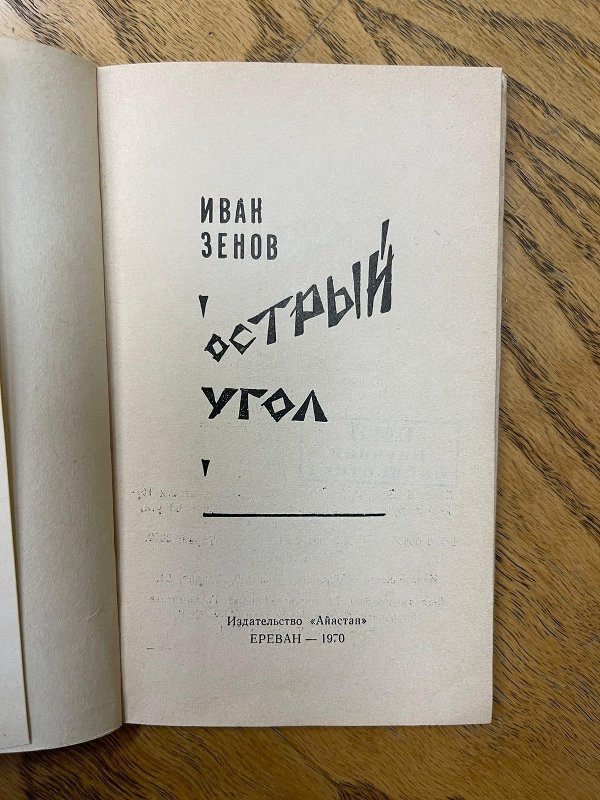 ИВАН
ЗЕНОВ
ОСТРЫЙ
УГОЛ
Издательство «Айастан»
ЕРЕВАН — 1970